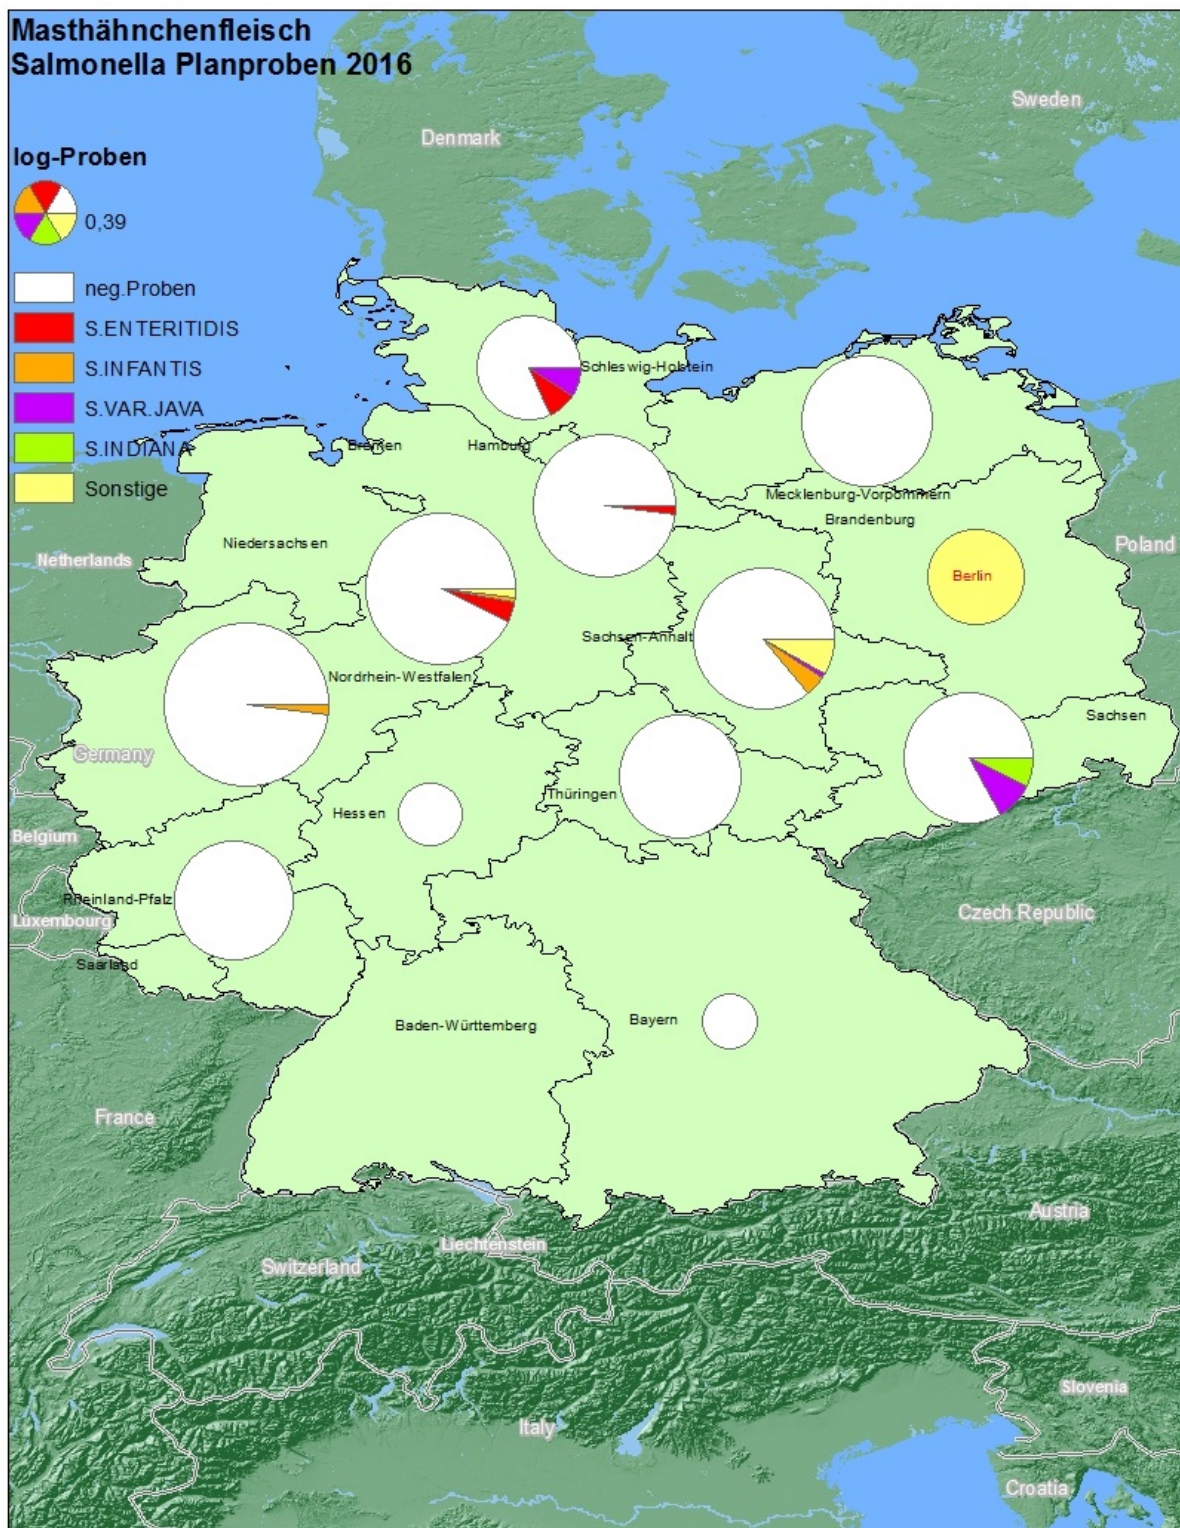 Masthähnchenfleisch
Salmonella Planproben 2016
Sweden
Denmark
log-Proben
0,39
neg.Proben
S.ENTERITIDIS
S.INFANTIS
S.VAR.JAVA
S.INDIANA
Sonstige
Schleswig-Holstein
Bremen
Hamburg
Mecklenburg-Vorpommern
Brandenburg
Niedersachsen
Poland
Netherlands
Berlin
Sachsen-Anhalt
Nordrhein-Westfalen
Sachsen
Germany
Thüringen
Hessen
Belgium
Rheinland-Pfalz
Luxembourg
Czech Republic
Saarland
Bayern
Baden-Württemberg
France
Austria
Liechtenstein
Switzerland
Slovenia
Italy
Croatia